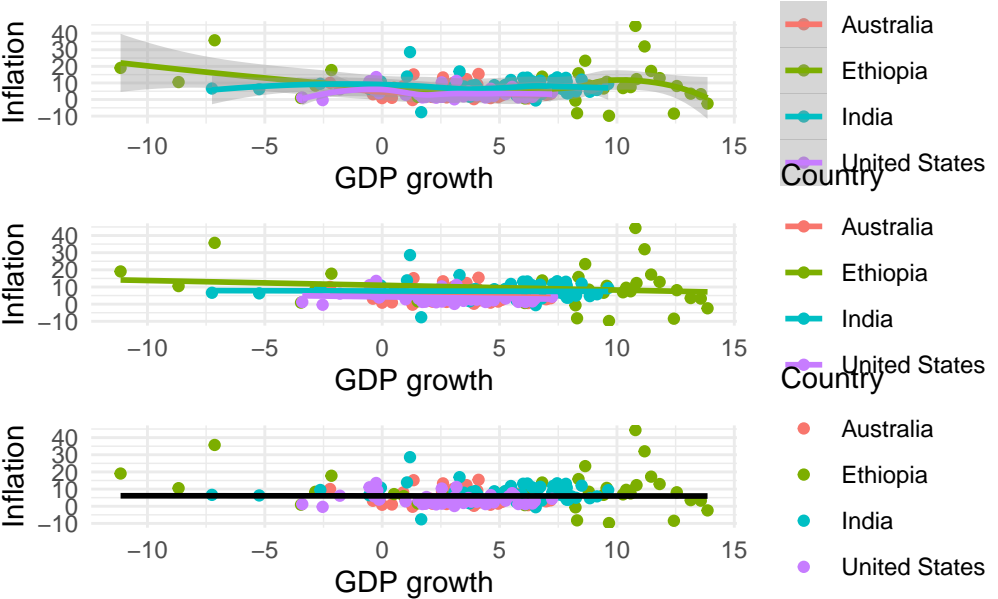 40
30
20
10
0
−10
Inflation
−10 −5 0 5 10 15
GDP growth
Australia
Ethiopia
India
United States
Country
40
30
20
10
0
−10
Inflation
−10 −5 0 5 10 15
GDP growth
Australia
Ethiopia
India
United States
Country
40
30
20
10
0
−10
Inflation
−10 −5 0 5 10 15
GDP growth
Australia
Ethiopia
India
United States